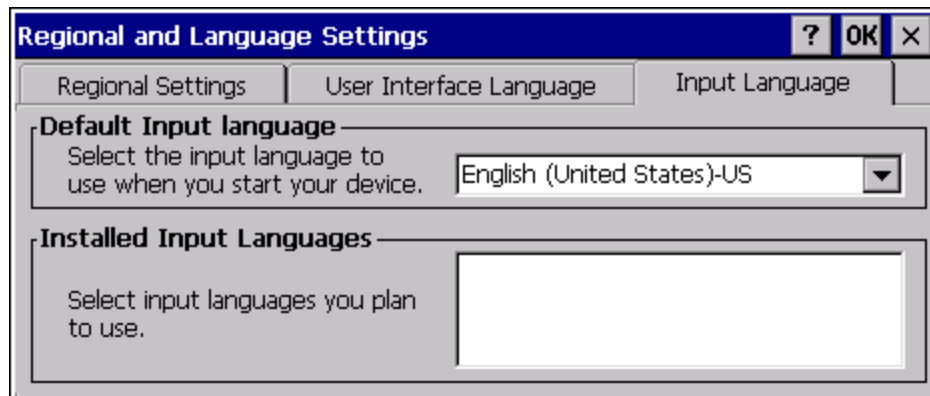 Regional and Language Settings ? OK ×
Regional Settings User Interface Language Input Language
Default Input language
Select the input language to
use when you start your device.
English (United States)-US
Installed Input Languages
Select input languages you plan
to use.